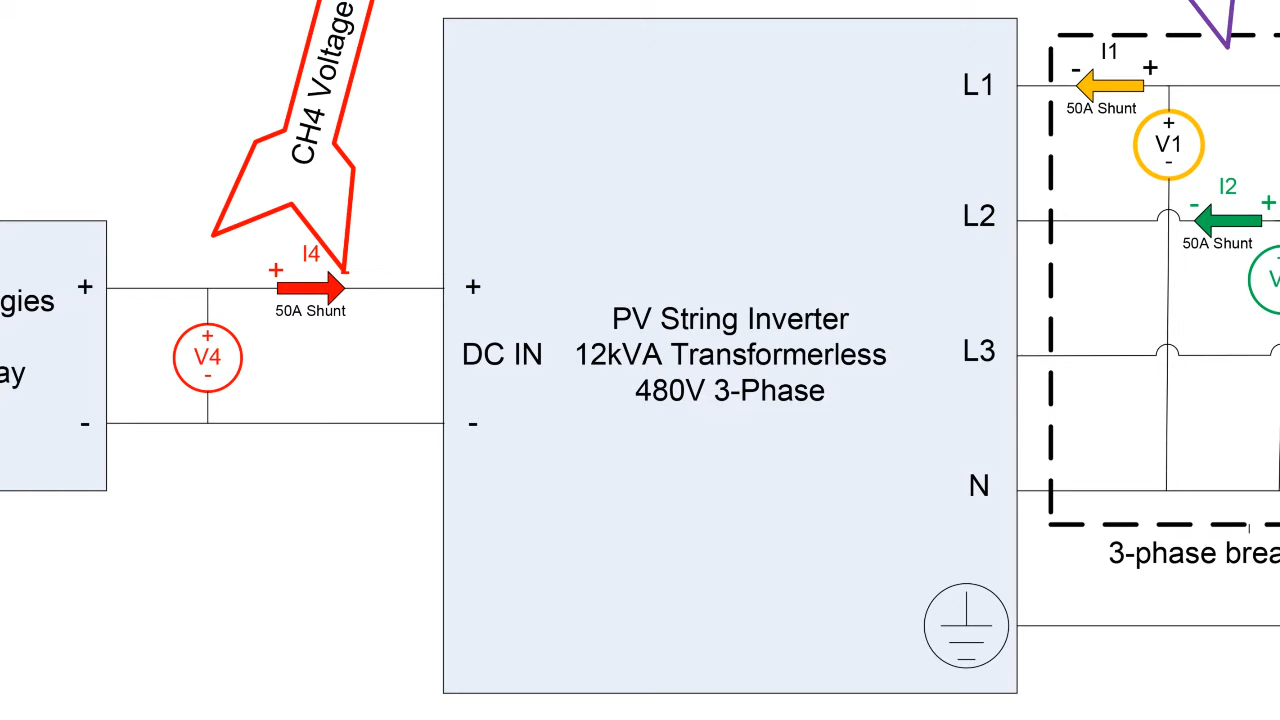 CH4 Voltage
I1
- +
50A Shunt
L1
+
V1
-
I2
- +
50A Shunt
L2
I4
+ -
50A Shunt
+
+
V4
-
-
+
DC IN
-
PV String Inverter
12kVA Transformerless
480V 3-Phase
L3
N
gies
ay
3-phase brea